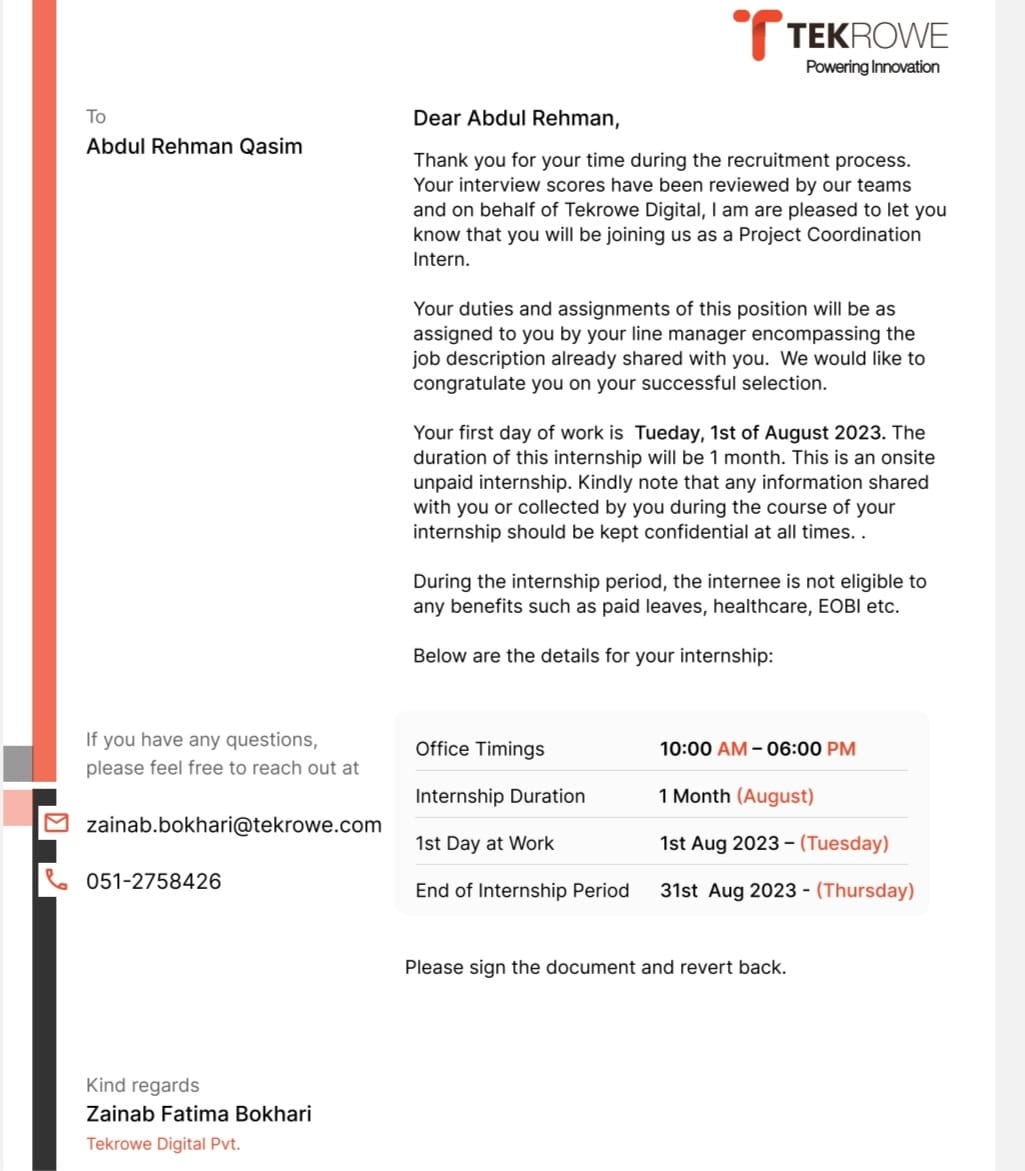 TEKROWE
Powering Innovation
To
Abdul Rehman Qasim
Dear Abdul Rehman,
Thank you for your time during the recruitment process.
Your interview scores have been reviewed by our teams
and on behalf of Tekrowe Digital, I am are pleased to let you
know that you will be joining us as a Project Coordination
Intern.
Your duties and assignments of this position will be as
assigned to you by your line manager encompassing the
job description already shared with you.  We would like to
congratulate you on your successful selection.
Your first day of work is  Tueday, 1st of August 2023. The
duration of this internship will be 1 month. This is an onsite
unpaid internship. Kindly note that any information shared
with you or collected by you during the course of your
internship should be kept confidential at all times. .
During the internship period, the internee is not eligible to
any benefits such as paid leaves, healthcare, EOBI etc.
Below are the details for your internship:
If you have any questions,
please feel free to reach out at
zainab.bokhari@tekrowe.com
051-2758426
Office Timings 10:00 AM – 06:00 PM
Internship Duration 1 Month (August)
1st Day at Work 1st Aug 2023 – (Tuesday)
End of Internship Period 31st  Aug 2023 - (Thursday)
Please sign the document and revert back.
Kind regards
Zainab Fatima Bokhari
Tekrowe Digital Pvt.